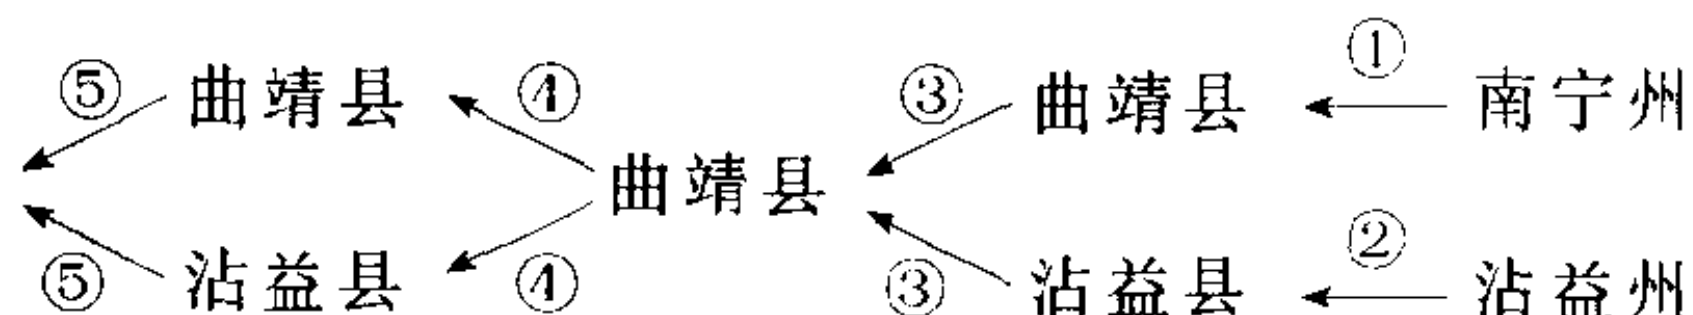 ⑤ 曲靖县 ④ ③ 曲靖县 ① 南宁州
曲靖县
⑤ 沾益县 ④ ③ 沾益县 ② 沾益州